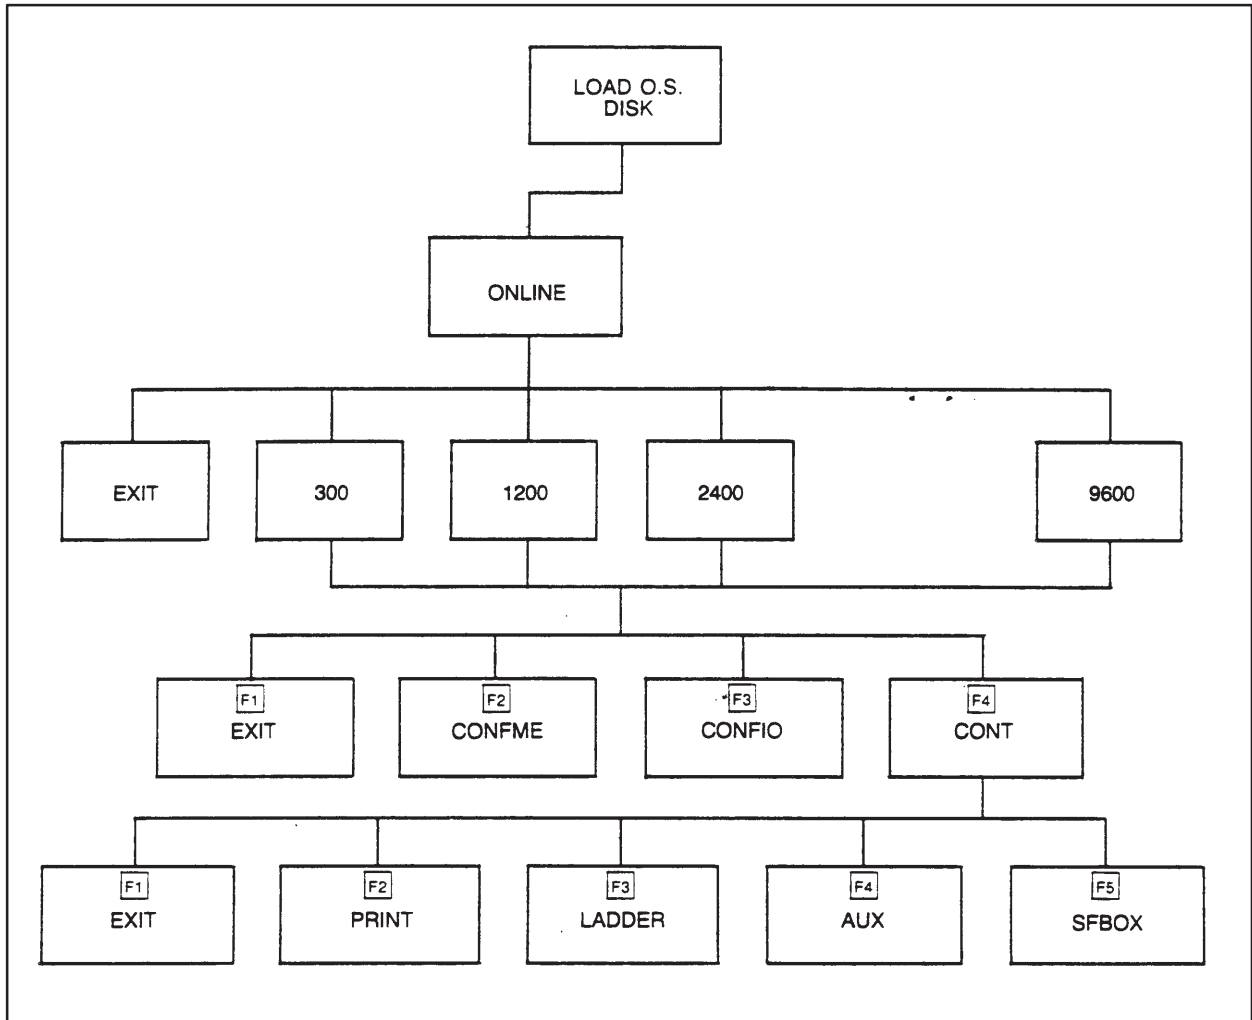 LOAD O.S.
DISK
ONLINE
EXIT
300
1200
2400
9600
F1
EXIT
F2
CONFME
F3
CONFIO
F4
CONT
F1
EXIT
F2
PRINT
F3
LADDER
F4
AUX
F5
SFBOX